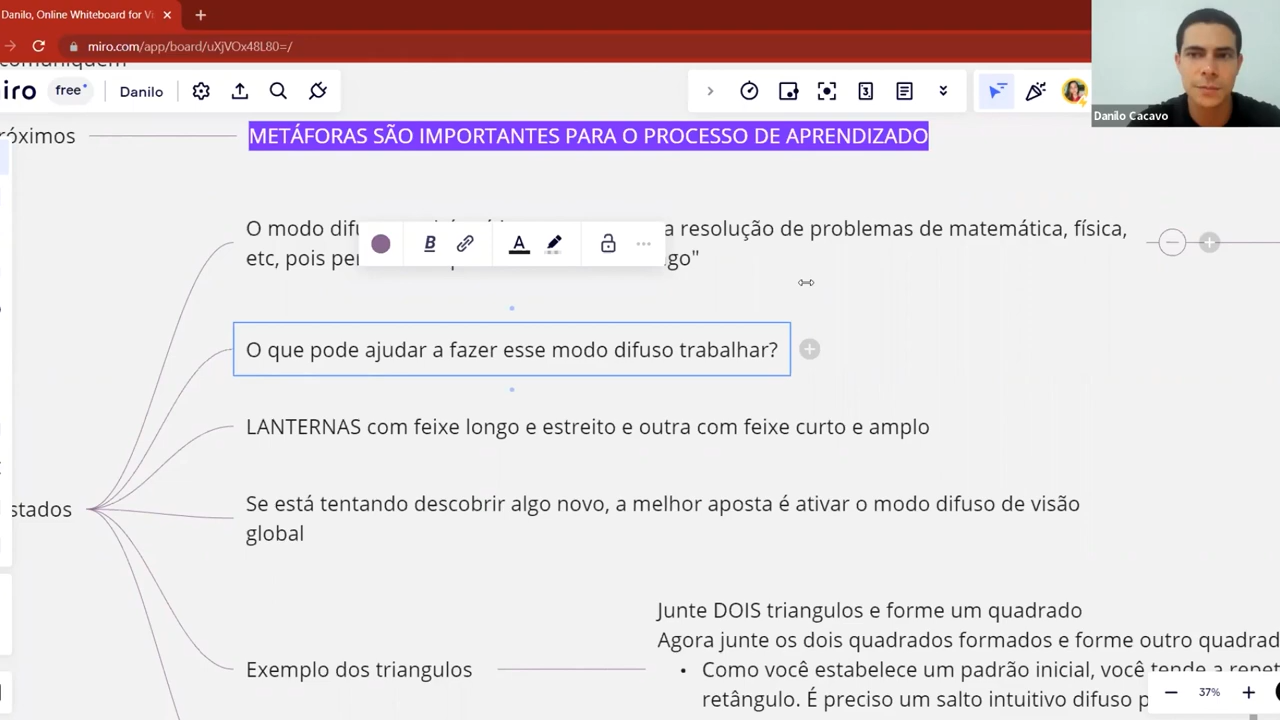 Danilo, Online Whiteboard for Vi
miro.com/app/board/uXjVOx48L80=/
comuniquem
iro free Danilo
3
Danilo Cacavo
róximos
METÁFORAS SÃO IMPORTANTES PARA O PROCESSO DE APRENDIZADO
O modo difu a resolução de problemas de matemática, física,
etc, pois per go"
B A
O que pode ajudar a fazer esse modo difuso trabalhar?
LANTERNAS com feixe longo e estreito e outra com feixe curto e amplo
Se está tentando descobrir algo novo, a melhor aposta é ativar o modo difuso de visão
global
stados
Junte DOIS triangulos e forme um quadrado
Agora junte os dois quadrados formados e forme outro quadrad
Exemplo dos triangulos
• Como você estabelece um padrão inicial, você tende a repet
retângulo. É preciso um salto intuitivo difuso p
37%